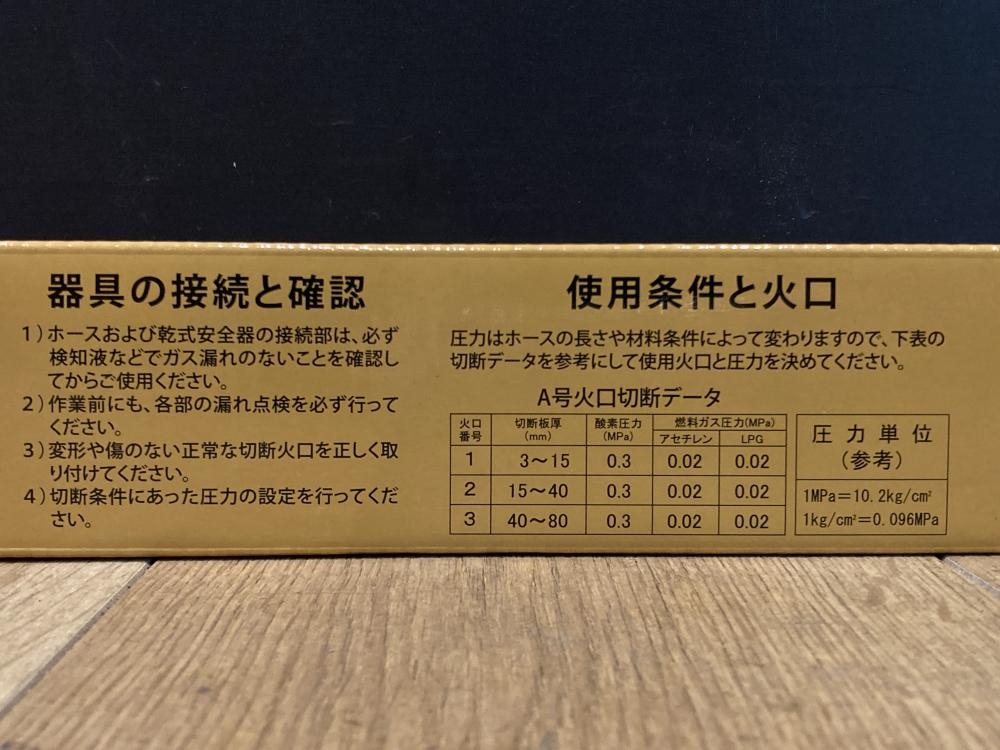 器具の接続と確認
1）ホースおよび乾式安全器の接続部は、必ず
検知液などでガス漏れのないことを確認し
てからご使用ください。
2）作業前にも、各部の漏れ点検を必ず行って
ください。
3）変形や傷のない正常な切断火口を正しく取
り付けてください。
4）切断条件にあった圧力の設定を行ってくだ
さい。
使用条件と火口
圧力はホースの長さや材料条件によって変わりますので、下表の
切断データを参考にして使用火口と圧力を決めてください。
A号火口切断データ
火口番号 切断板厚(mm) 酸素圧力(MPa) 燃料ガス圧力(MPa)
アセチレン LPG
1 3～15 0.3 0.02 0.02
2 15～40 0.3 0.02 0.02
3 40～80 0.3 0.02 0.02
圧力単位
(参考)
1MPa＝10.2kg/cm²
1kg/cm²＝0.096MPa